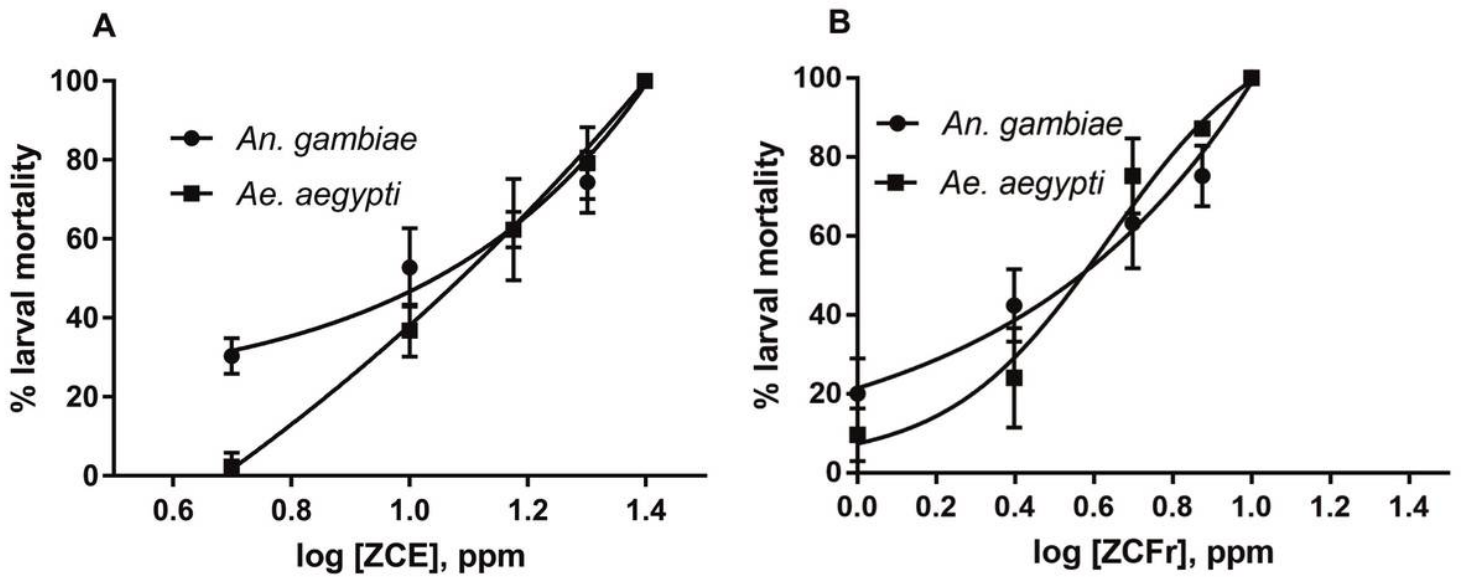 A
% larval mortality
100
80
60
40
20
0
An. gambiae
Ae. aegypti
0.6 0.8 1.0 1.2 1.4
log [ZCE], ppm
B
% larval mortality
100
80
60
40
20
0
An. gambiae
Ae. aegypti
0.0 0.2 0.4 0.6 0.8 1.0 1.2 1.4
log [ZCFr], ppm